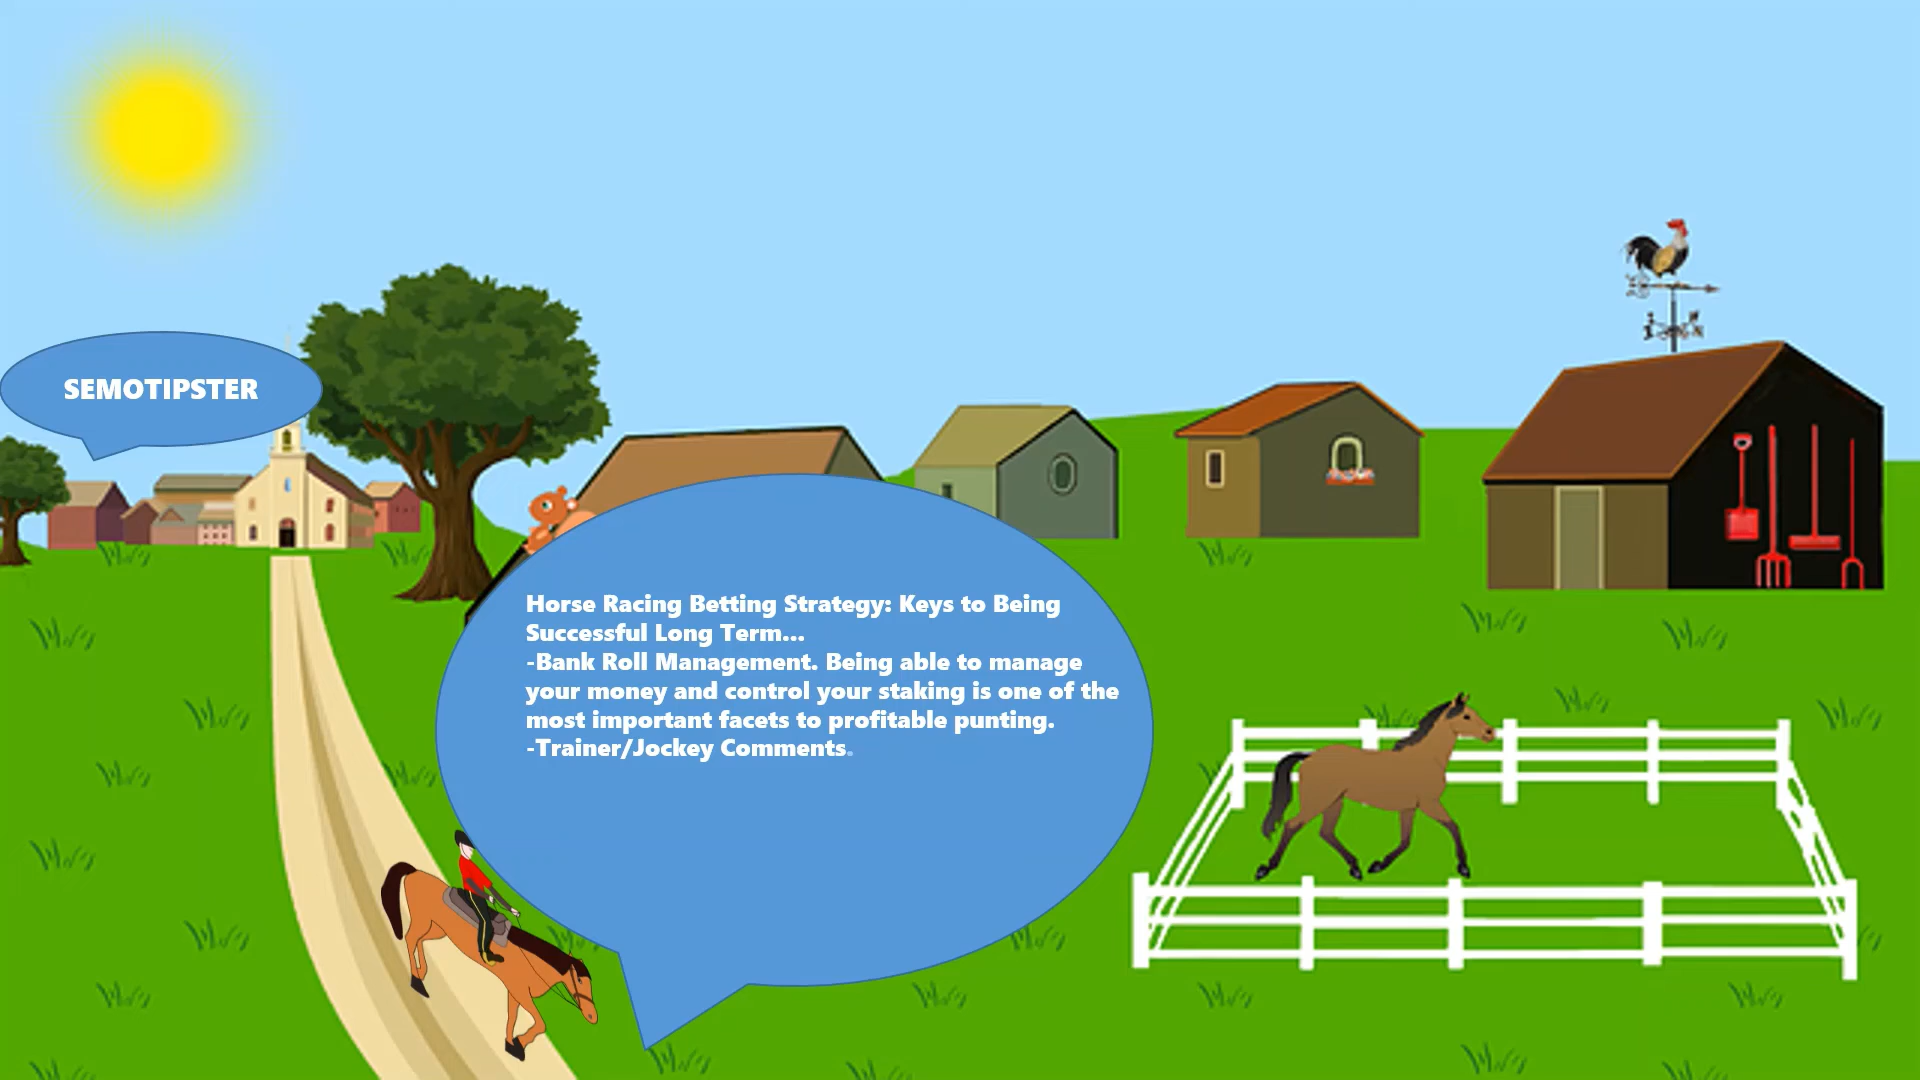 SEMOTIPSTER
Horse Racing Betting Strategy: Keys to Being
Successful Long Term...
-Bank Roll Management. Being able to manage
your money and control your staking is one of the
most important facets to profitable punting.
-Trainer/Jockey Comments.